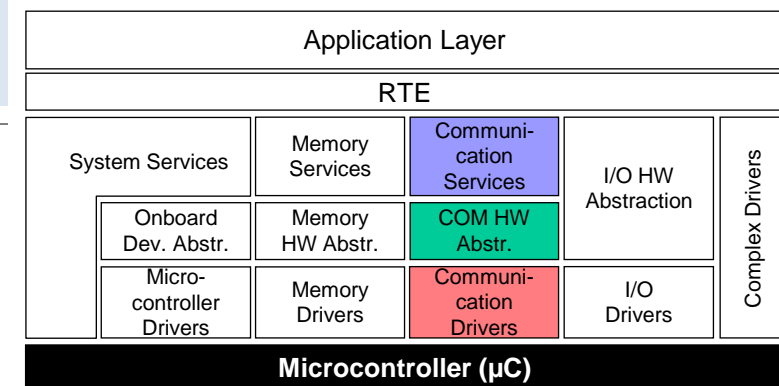 Application Layer
RTE
System Services
Memory
Services
Communi-
cation
Services
I/O HW
Abstraction
Complex Drivers
Onboard
Dev. Abstr.
Memory
HW Abstr.
COM HW
Abstr.
Micro-
controller
Drivers
Memory
Drivers
Communi-
cation
Drivers
I/O
Drivers
Microcontroller (µC)